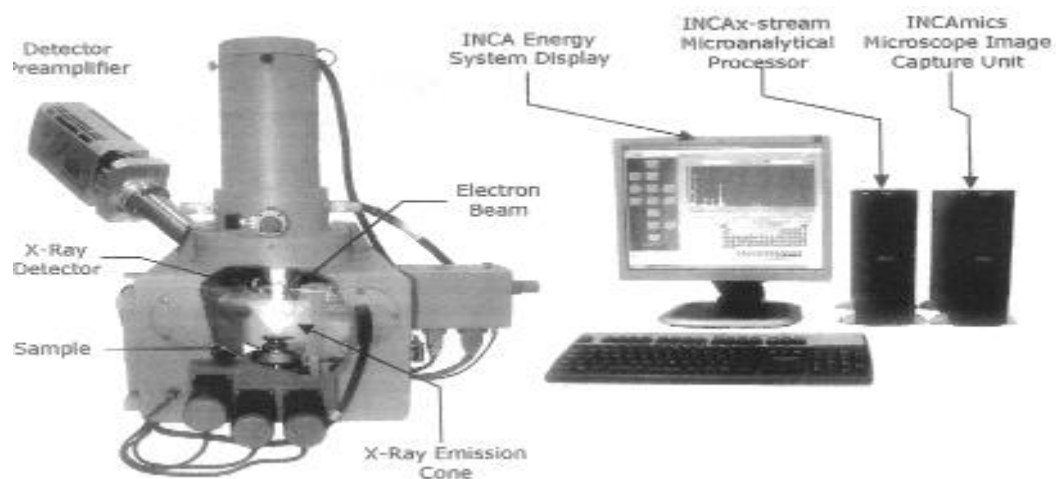 Detector
Preamplifier
INCA Energy
System Display
INCAx-stream
Microanalytical
Processor
INCAmics
Microscope Image
Capture Unit
Electron
Beam
X-Ray
Detector
Sample
X-Ray Emission
Cone